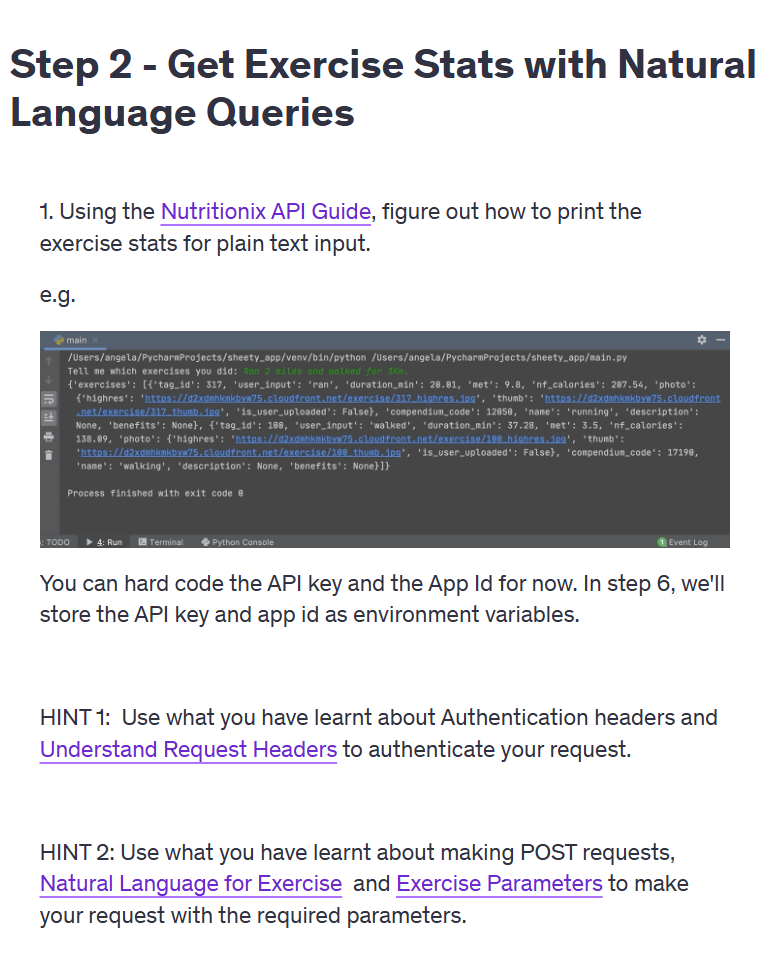 Step 2 - Get Exercise Stats with Natural
Language Queries
1. Using the Nutritionix API Guide, figure out how to print the
exercise stats for plain text input.
e.g.
main
/Users/angela/PycharmProjects/sheety_app/venv/bin/python /Users/angela/PycharmProjects/sheety_app/main.py
Tell me which exercises you did: Ran 2 miles and walked for 3km.
{'exercises': [{'tag_id': 317, 'user_input': 'ran', 'duration_min': 20.01, 'met': 9.8, 'nf_calories': 207.54, 'photo':
{'highres': 'https://d2xdmhkmkbyw75.cloudfront.net/exercise/317_highres.jpg', 'thumb': 'https://d2xdmhkmkbyw75.cloudfront
.net/exercise/317_thumb.jpg', 'is_user_uploaded': False}, 'compendium_code': 12050, 'name': 'running', 'description':
None, 'benefits': None}, {'tag_id': 100, 'user_input': 'walked', 'duration_min': 37.28, 'met': 3.5, 'nf_calories':
138.09, 'photo': {'highres': 'https://d2xdmhkmkbyw75.cloudfront.net/exercise/100_highres.jpg', 'thumb':
'https://d2xdmhkmkbyw75.cloudfront.net/exercise/100_thumb.jpg', 'is_user_uploaded': False}, 'compendium_code': 17190,
'name': 'walking', 'description': None, 'benefits': None}]}
Process finished with exit code 0
: TODO 4: Run Terminal Python Console 1 Event Log
You can hard code the API key and the App Id for now. In step 6, we'll
store the API key and app id as environment variables.
HINT 1: Use what you have learnt about Authentication headers and
Understand Request Headers to authenticate your request.
HINT 2: Use what you have learnt about making POST requests,
Natural Language for Exercise and Exercise Parameters to make
your request with the required parameters.